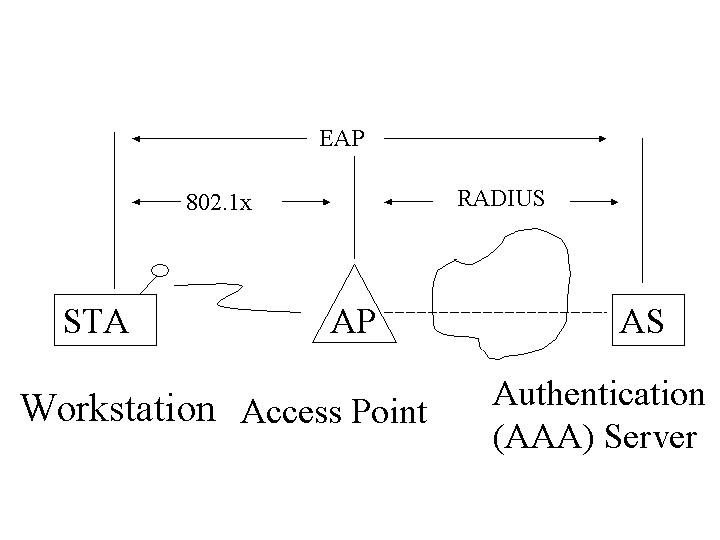 EAP
802.1x
RADIUS
STA
AP
AS
Workstation
Access Point
Authentication
(AAA) Server